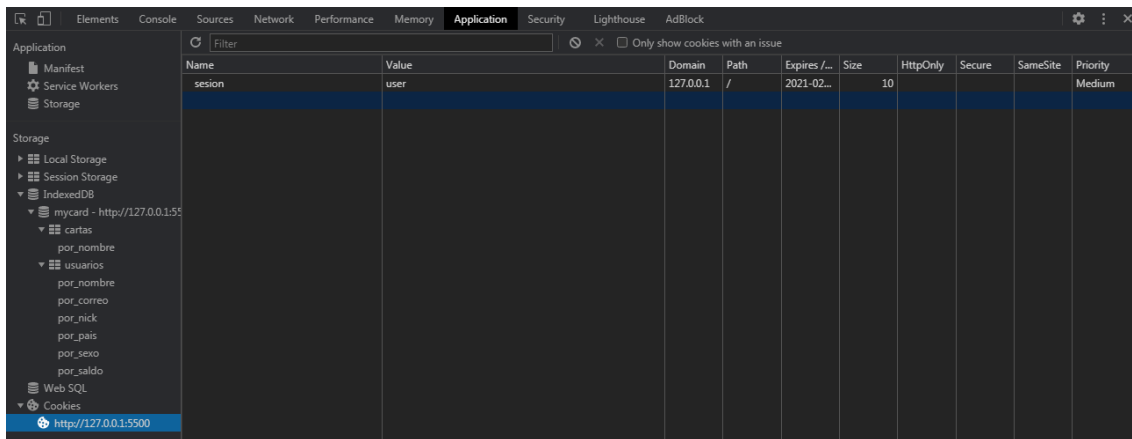 Elements Console Sources Network Performance Memory Application Security Lighthouse AdBlock
Application
Filter
Only show cookies with an issue
Manifest
Service Workers
Storage
Name Value Domain Path Expires /... Size HttpOnly Secure SameSite Priority
sesion user 127.0.0.1 / 2021-02... 10 Medium
Storage
Local Storage
Session Storage
IndexedDB
mycard - http://127.0.0.1:55
cartas
por_nombre
usuarios
por_nombre
por_correo
por_nick
por_pais
por_sexo
por_saldo
Web SQL
Cookies
http://127.0.0.1:5500